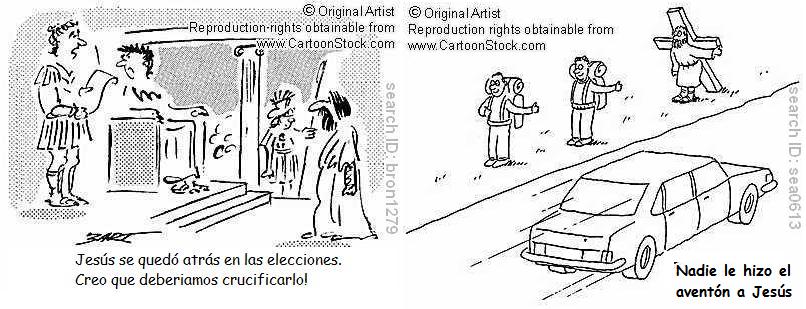 © Original Artist
Reproduction rights obtainable from
www.CartoonStock.com
search ID: bron1279
BART
Jesús se quedó atrás en las elecciones.
Creo que deberiamos crucificarlo!
© Original Artist
Reproduction rights obtainable from
www.CartoonStock.com
search ID: sea0613
Nadie le hizo el
aventón a Jesús